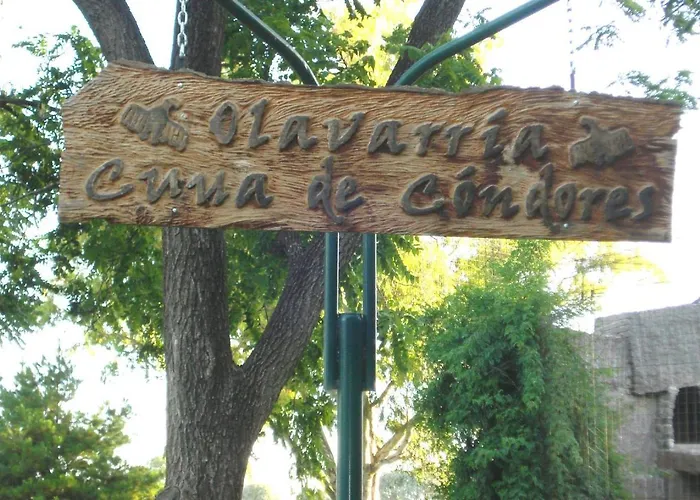 Olavarría
Cuna de Cóndores